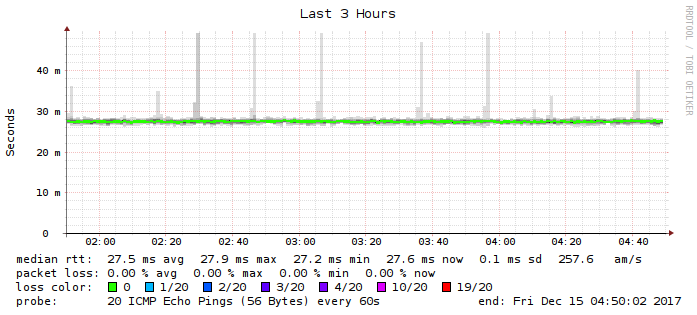 Last 3 Hours
RRDTOOL / TOBI OETIKER
Seconds
40 m
30 m
20 m
10 m
0
02:00 02:20 02:40 03:00 03:20 03:40 04:00 04:20 04:40
median rtt: 27.5 ms avg 27.9 ms max 27.2 ms min 27.6 ms now 0.1 ms sd 257.6 am/s
packet loss: 0.00 % avg 0.00 % max 0.00 % min 0.00 % now
loss color: 0 1/20 2/20 3/20 4/20 10/20 19/20
probe: 20 ICMP Echo Pings (56 Bytes) every 60s end: Fri Dec 15 04:50:02 2017